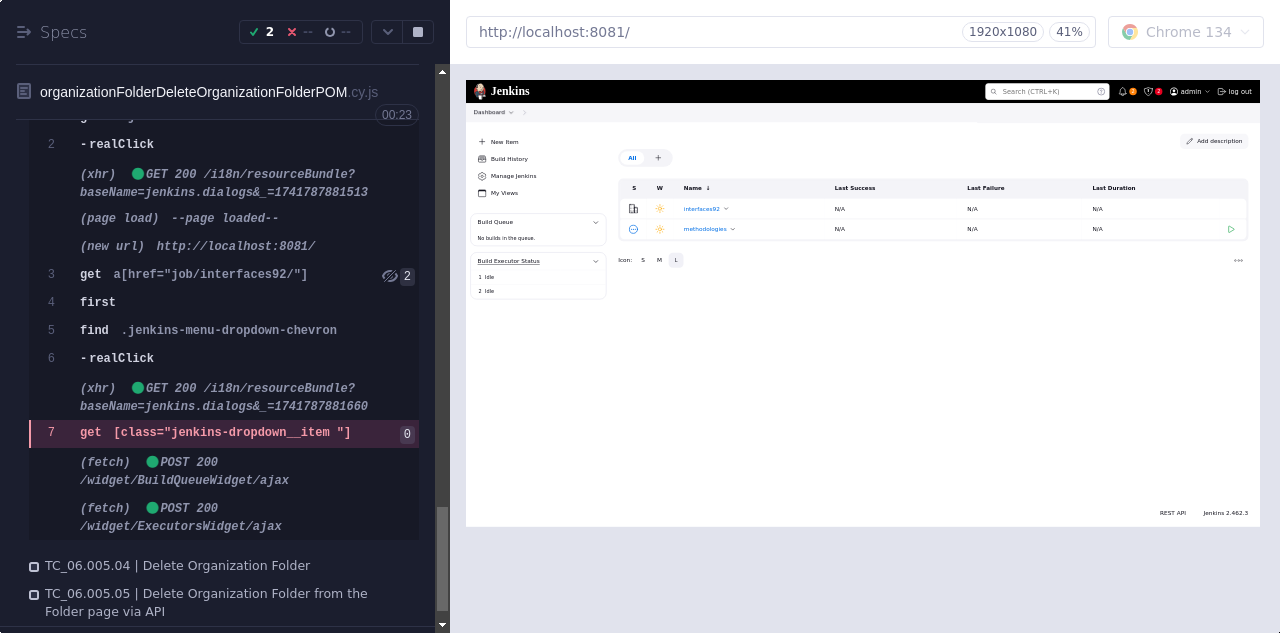 Specs
2
--
--
organizationFolderDeleteOrganizationFolderPOM.cy.js
00:23
2 -realClick
(xhr) GET 200 /i18n/resourceBundle?
baseName=jenkins.dialogs&_=1741787881513
(page load) --page loaded--
(new url) http://localhost:8081/
3 get a[href="job/interfaces92/"] 2
4 first
5 find .jenkins-menu-dropdown-chevron
6 -realClick
(xhr) GET 200 /i18n/resourceBundle?
baseName=jenkins.dialogs&_=1741787881660
7 get [class="jenkins-dropdown__item "] 0
(fetch) POST 200
/widget/BuildQueueWidget/ajax
(fetch) POST 200
/widget/ExecutorsWidget/ajax
TC_06.005.04 | Delete Organization Folder
TC_06.005.05 | Delete Organization Folder from the
Folder page via API
http://localhost:8081/ 1920x1080 41% Chrome 134
Jenkins Search (CTRL+K) 2 2 admin log out
Dashboard
New Item
Build History
Manage Jenkins
My Views
Build Queue
No builds in the queue.
Build Executor Status
1 Idle
2 Idle
Add description
All +
S W Name ↓ Last Success Last Failure Last Duration
interfaces92 N/A N/A N/A
methodologies N/A N/A N/A
Icon: S M L
REST API Jenkins 2.462.3